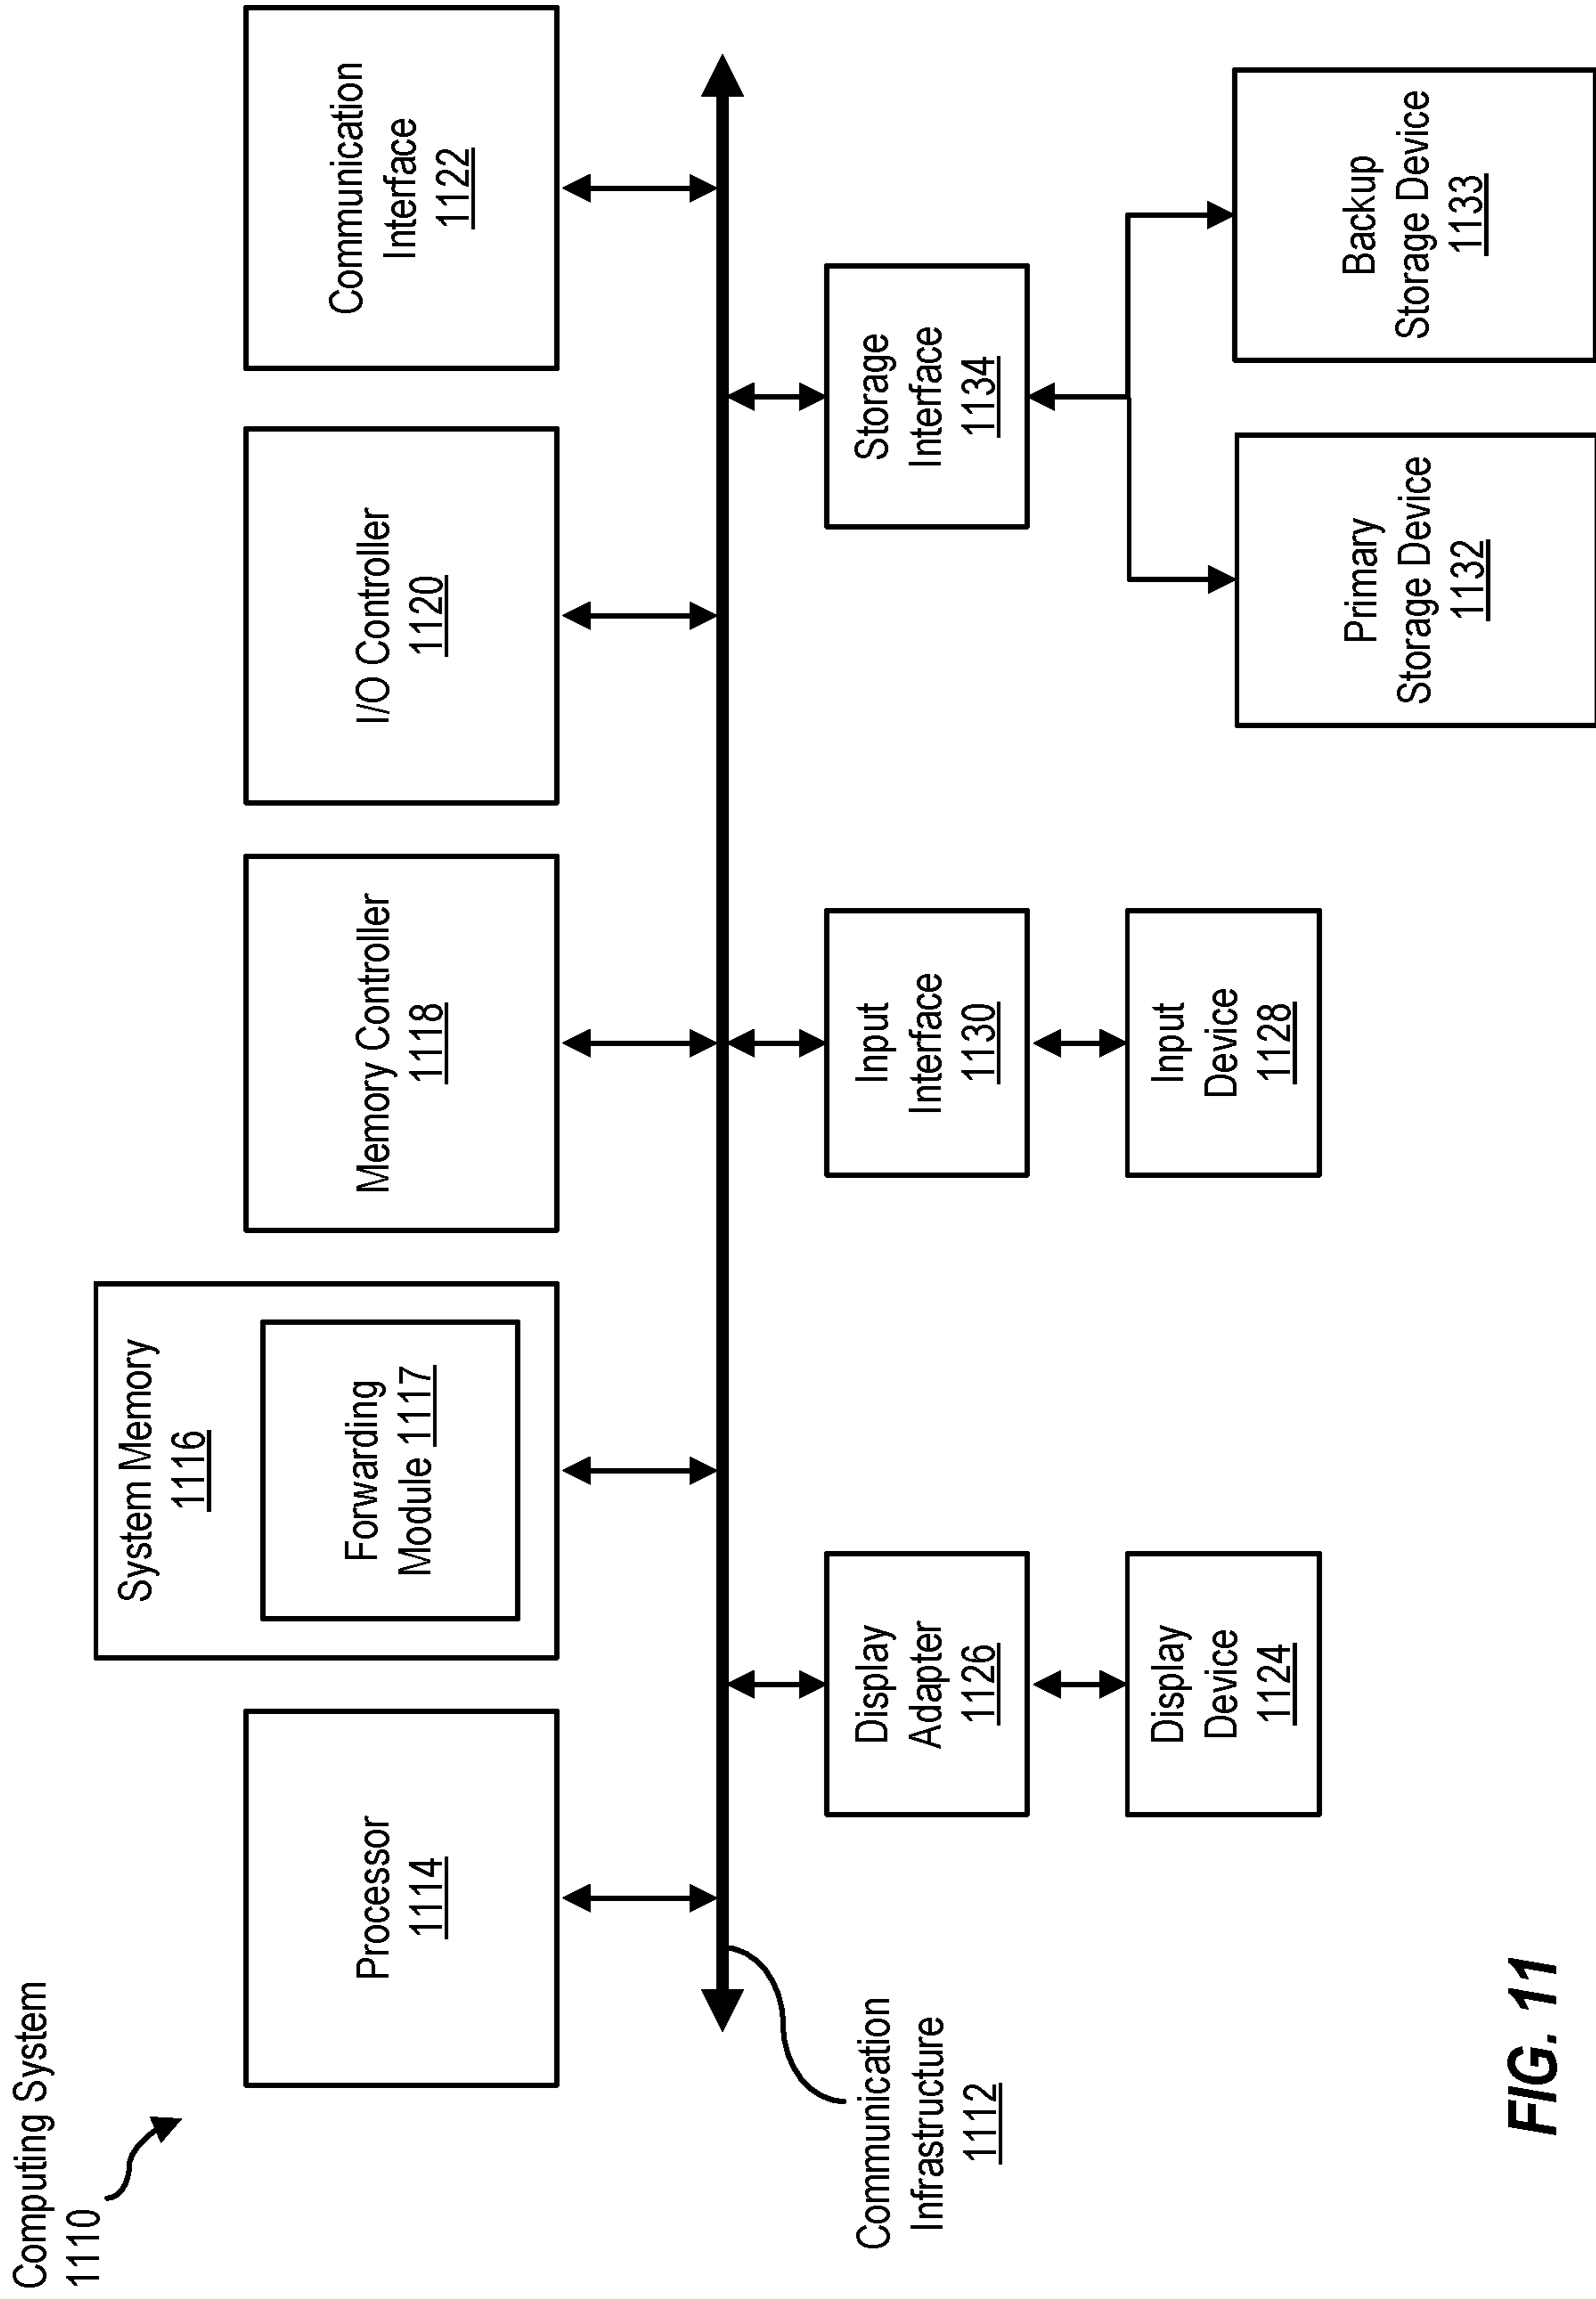 Computing System
1110
Processor
1114
System Memory
1116
Forwarding
Module 1117
Memory Controller
1118
I/O Controller
1120
Communication
Interface
1122
Communication
Infrastructure
1112
Display
Adapter
1126
Input
Interface
1130
Storage
Interface
1134
Display
Device
1124
Input
Device
1128
Primary
Storage Device
1132
Backup
Storage Device
1133
FIG. 11